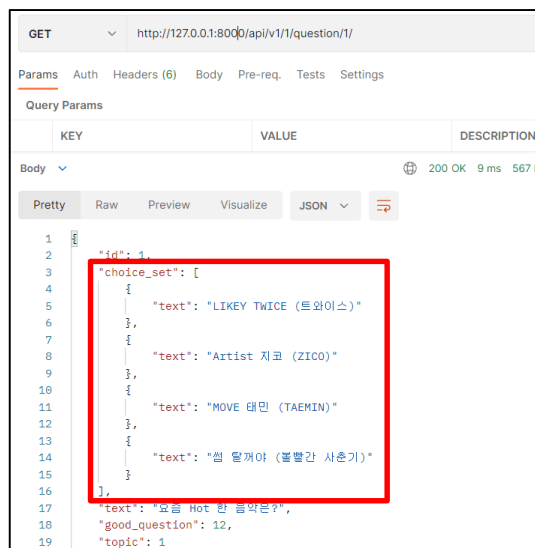 GET http://127.0.0.1:8000/api/v1/1/question/1/
Params Auth Headers (6) Body Pre-req. Tests Settings
Query Params
KEY VALUE DESCRIPTION
Body 200 OK 9 ms 567
Pretty Raw Preview Visualize JSON
1 {
2 "id": 1,
3 "choice_set": [
4 {
5 "text": "LIKEY TWICE (트와이스)"
6 },
7 {
8 "text": "Artist 지코 (ZICO)"
9 },
10 {
11 "text": "MOVE 태민 (TAEMIN)"
12 },
13 {
14 "text": "썸 탈꺼야 (볼빨간 사춘기)"
15 }
16 ],
17 "text": "요즘 Hot 한 음악은?",
18 "good_question": 12,
19 "topic": 1